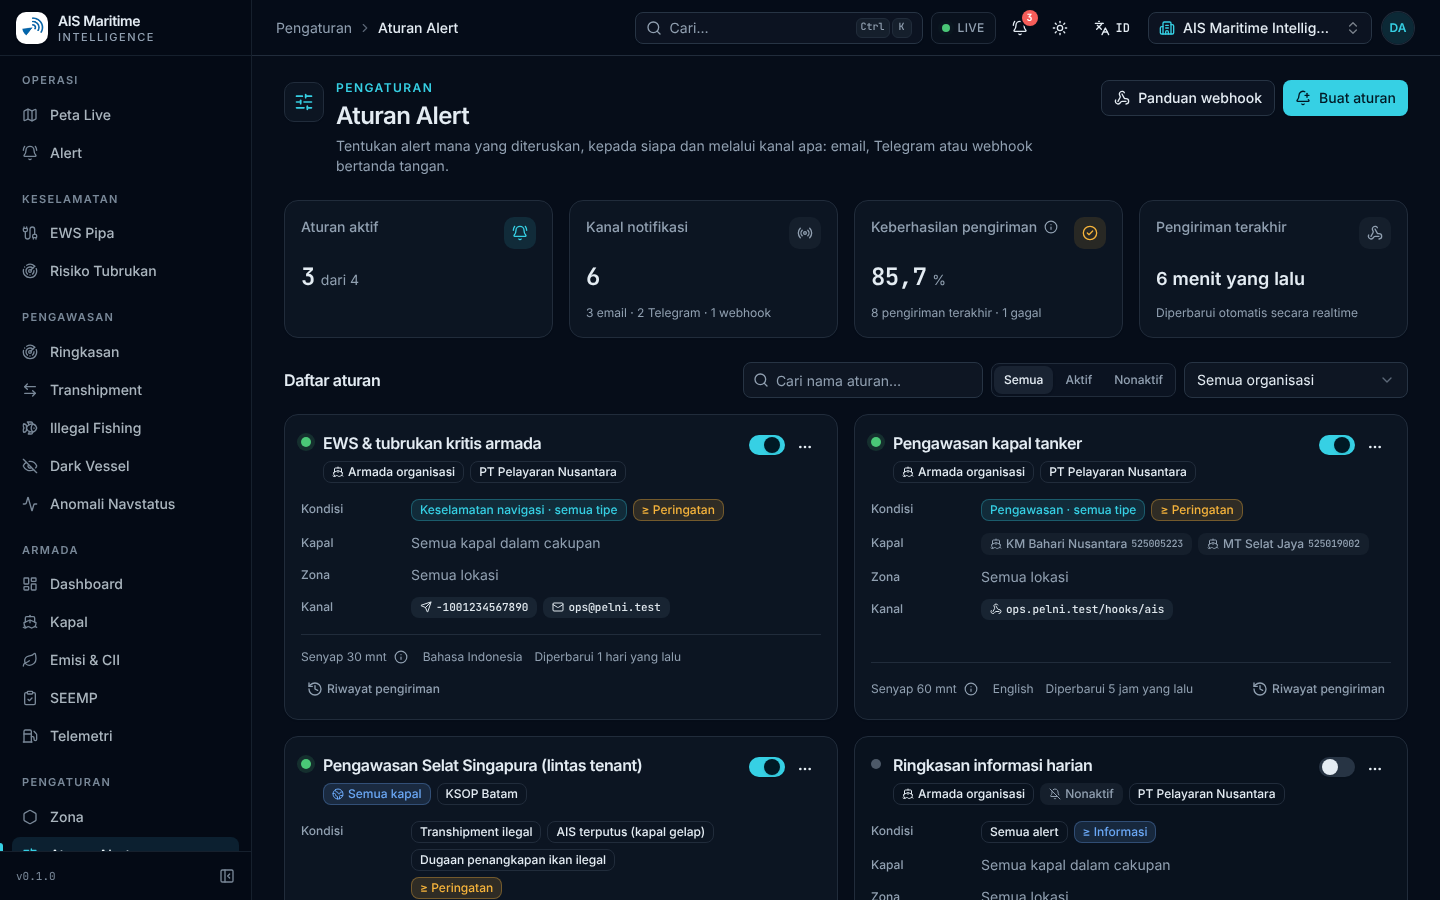 AIS Maritime
INTELLIGENCE
OPERASI
Peta Live
Alert
KESELAMATAN
EWS Pipa
Risiko Tubrukan
PENGAWASAN
Ringkasan
Transhipment
Illegal Fishing
Dark Vessel
Anomali Navstatus
ARMADA
Dashboard
Kapal
Emisi & CII
SEEMP
Telemetri
PENGATURAN
Zona
v0.1.0
Pengaturan > Aturan Alert
Cari... Ctrl K
LIVE
3
ID
AIS Maritime Intellig...
DA
PENGATURAN
Aturan Alert
Tentukan alert mana yang diteruskan, kepada siapa dan melalui kanal apa: email, Telegram atau webhook
bertanda tangan.
Panduan webhook
Buat aturan
Aturan aktif
3 dari 4
Kanal notifikasi
6
3 email · 2 Telegram · 1 webhook
Keberhasilan pengiriman
85,7 %
8 pengiriman terakhir · 1 gagal
Pengiriman terakhir
6 menit yang lalu
Diperbarui otomatis secara realtime
Daftar aturan
Cari nama aturan...
Semua Aktif Nonaktif
Semua organisasi
EWS & tubrukan kritis armada ...
Armada organisasi PT Pelayaran Nusantara
Kondisi Keselamatan navigasi · semua tipe ≥ Peringatan
Kapal Semua kapal dalam cakupan
Zona Semua lokasi
Kanal -1001234567890 ops@pelni.test
Senyap 30 mnt Bahasa Indonesia Diperbarui 1 hari yang lalu
Riwayat pengiriman
Pengawasan kapal tanker ...
Armada organisasi PT Pelayaran Nusantara
Kondisi Pengawasan · semua tipe ≥ Peringatan
Kapal KM Bahari Nusantara 525005223 MT Selat Jaya 525019002
Zona Semua lokasi
Kanal ops.pelni.test/hooks/ais
Senyap 60 mnt English Diperbarui 5 jam yang lalu Riwayat pengiriman
Pengawasan Selat Singapura (lintas tenant) ...
Semua kapal KSOP Batam
Kondisi Transhipment ilegal AIS terputus (kapal gelap)
Dugaan penangkapan ikan ilegal
≥ Peringatan
Ringkasan informasi harian ...
Armada organisasi Nonaktif PT Pelayaran Nusantara
Kondisi Semua alert ≥ Informasi
Kapal Semua kapal dalam cakupan
Zona Semua lokasi